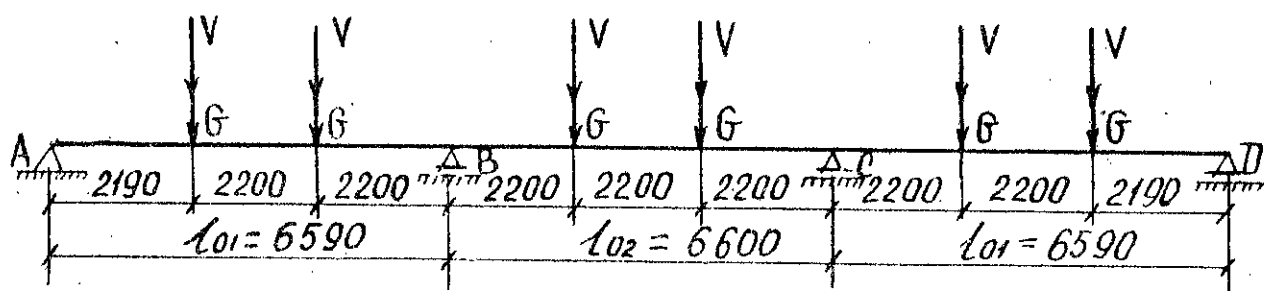 V V V V V V
G G G G G G
A B C D
2190 2200 2200 2200 2200 2200 2200 2200 2190
l01 = 6590 l02 = 6600 l01 = 6590